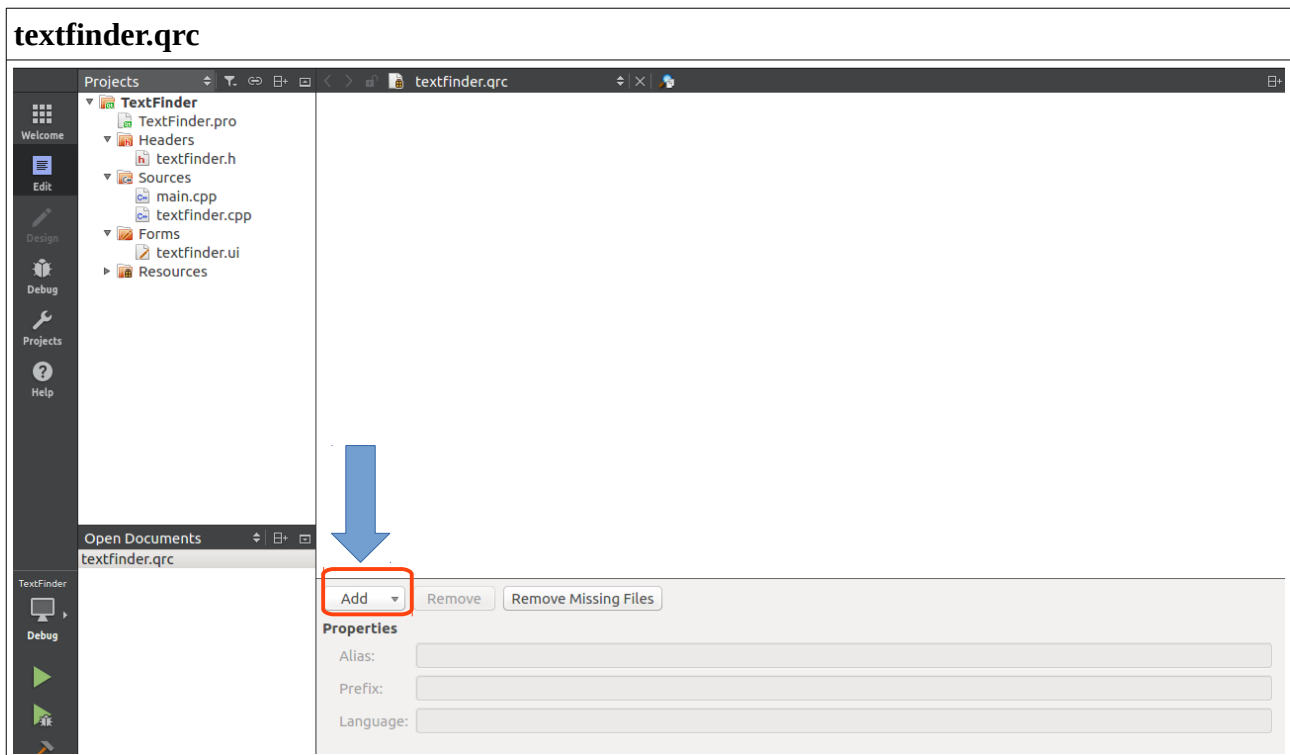 textfinder.qrc
Projects
textfinder.qrc
Welcome
Edit
Design
Debug
Projects
Help
TextFinder
TextFinder.pro
Headers
textfinder.h
Sources
main.cpp
textfinder.cpp
Forms
textfinder.ui
Resources
Open Documents
textfinder.qrc
TextFinder
Debug
Add
Remove
Remove Missing Files
Properties
Alias:
Prefix:
Language: